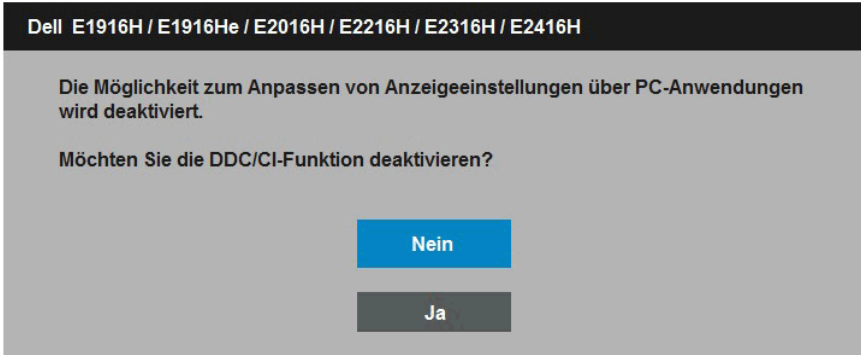 Dell E1916H / E1916He / E2016H / E2216H / E2316H / E2416H
Die Möglichkeit zum Anpassen von Anzeigeeinstellungen über PC-Anwendungen
wird deaktiviert.
Möchten Sie die DDC/CI-Funktion deaktivieren?
Nein
Ja